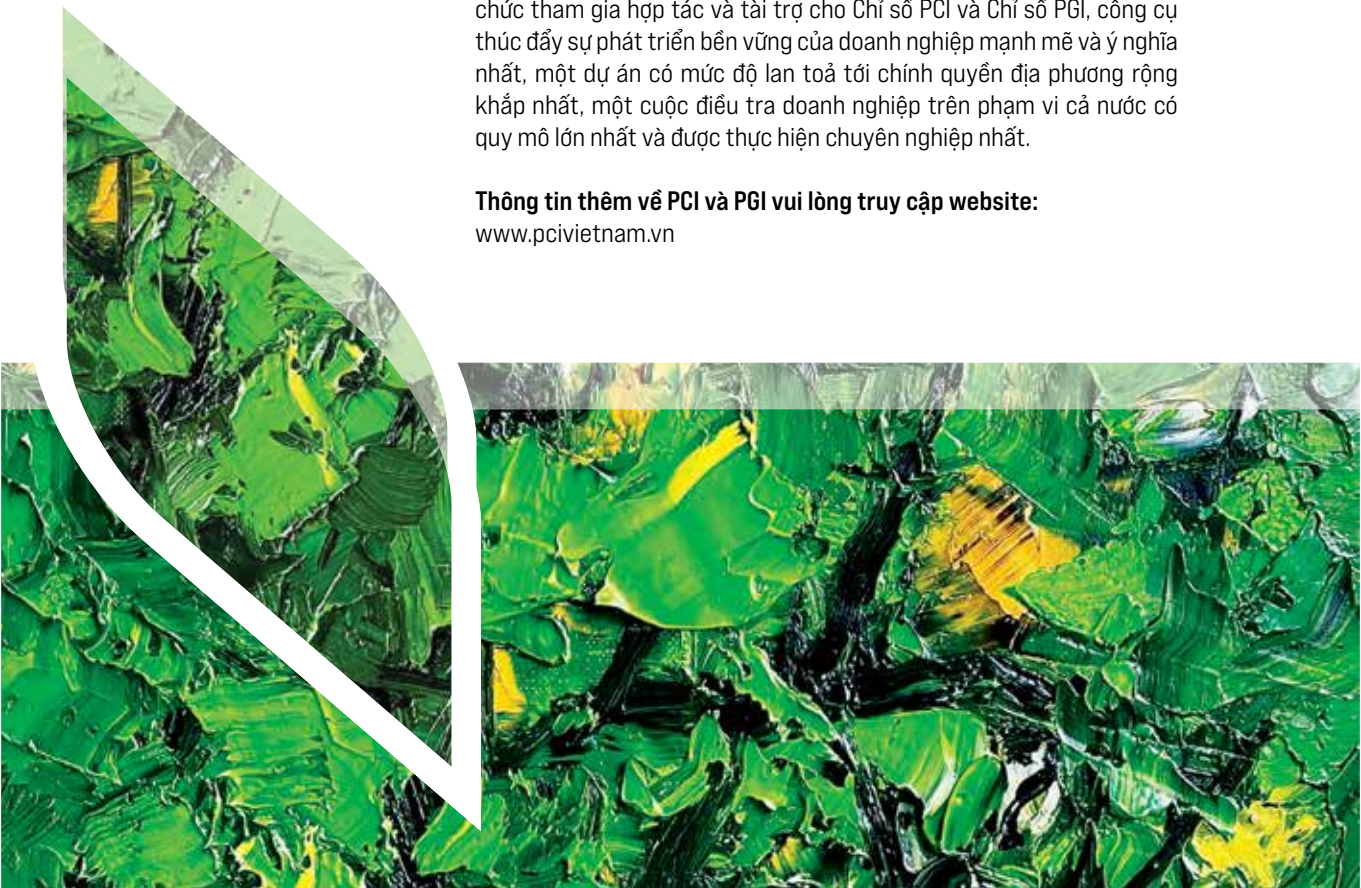 chức tham gia hợp tác và tài trợ cho Chỉ số PCI và Chỉ số PGI, công cụ
thúc đẩy sự phát triển bền vững của doanh nghiệp mạnh mẽ và ý nghĩa
nhất, một dự án có mức độ lan toả tới chính quyền địa phương rộng
khắp nhất, một cuộc điều tra doanh nghiệp trên phạm vi cả nước có
quy mô lớn nhất và được thực hiện chuyên nghiệp nhất.
Thông tin thêm về PCI và PGI vui lòng truy cập website:
www.pcivietnam.vn